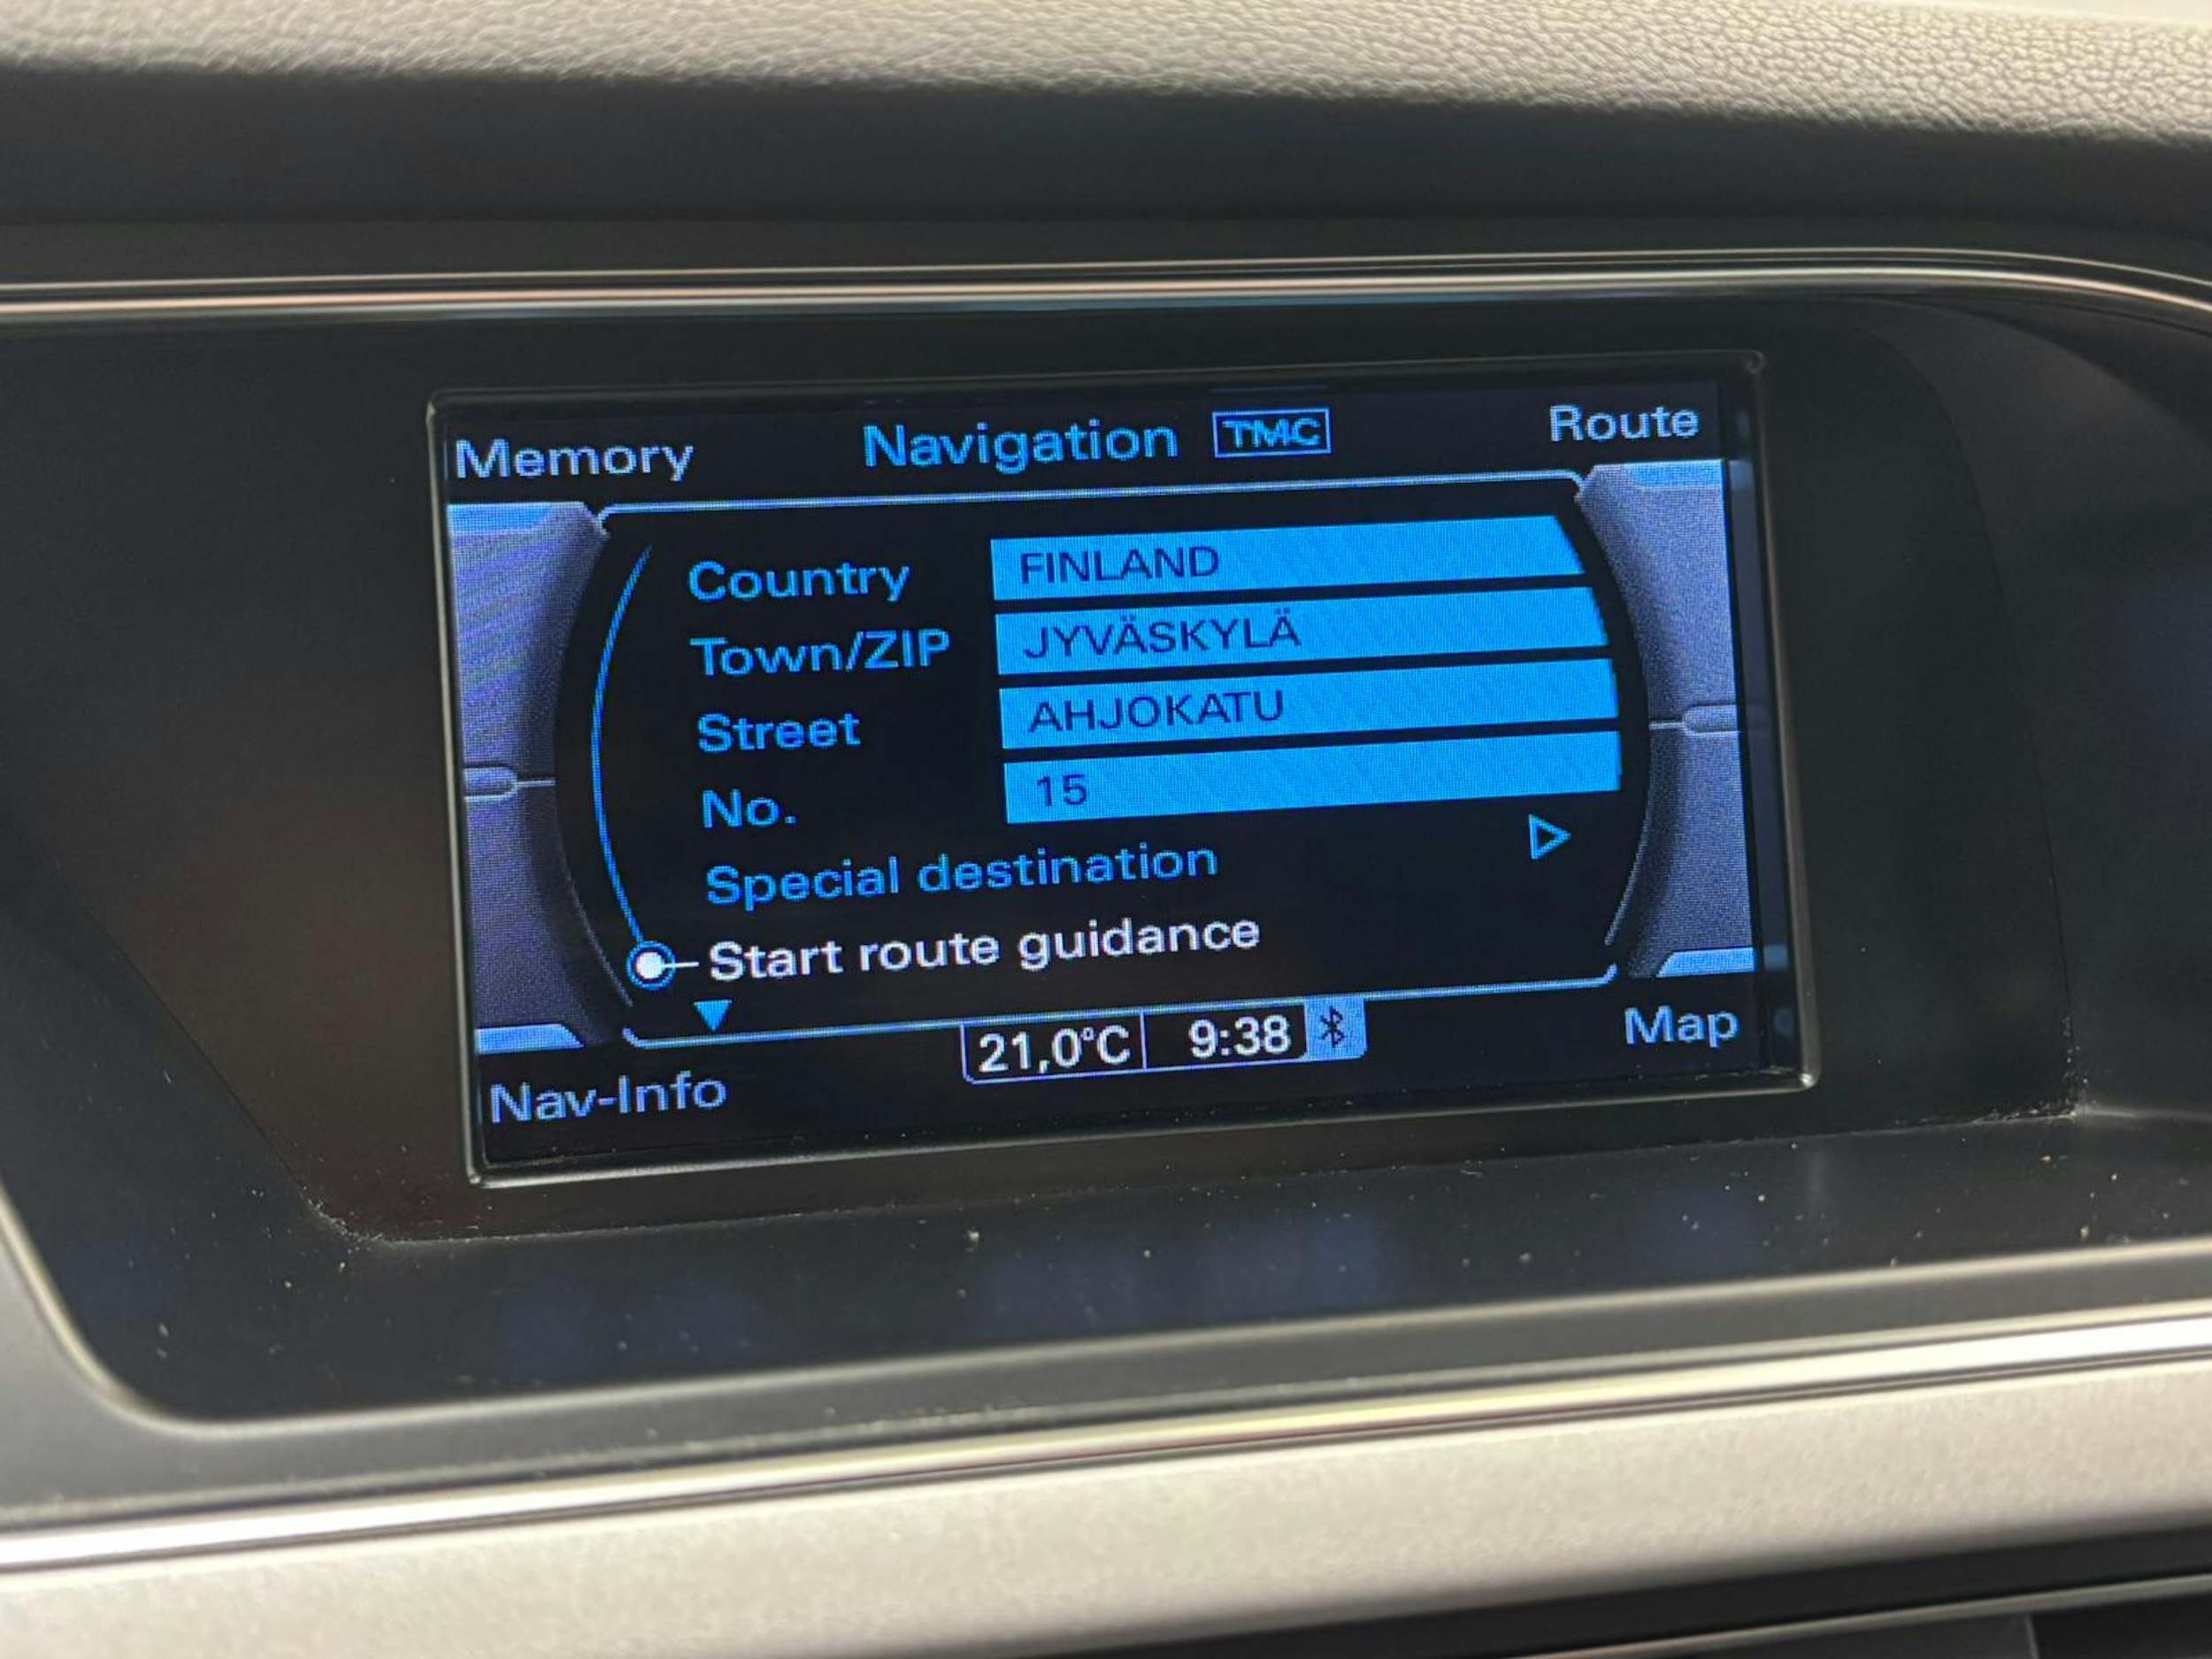 Memory Navigation TMC Route
Country FINLAND
Town/ZIP JYVÄSKYLÄ
Street AHJOKATU
No. 15
Special destination
Start route guidance
21,0°C 9:38
Nav-Info Map